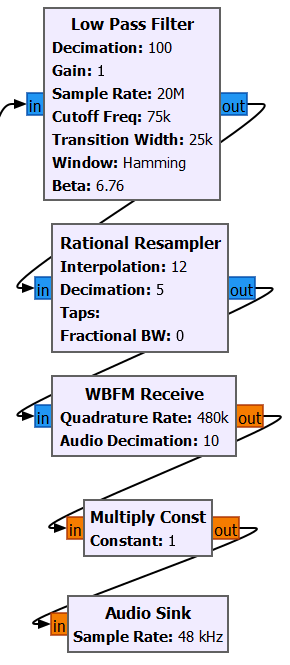 Low Pass Filter
Decimation: 100
Gain: 1
Sample Rate: 20M
in
out
Cutoff Freq: 75k
Transition Width: 25k
Window: Hamming
Beta: 6.76
Rational Resampler
Interpolation: 12
in
out
Decimation: 5
Taps:
Fractional BW: 0
WBFM Receive
in
Quadrature Rate: 480k
out
Audio Decimation: 10
Multiply Const
in
out
Constant: 1
Audio Sink
in
Sample Rate: 48 kHz